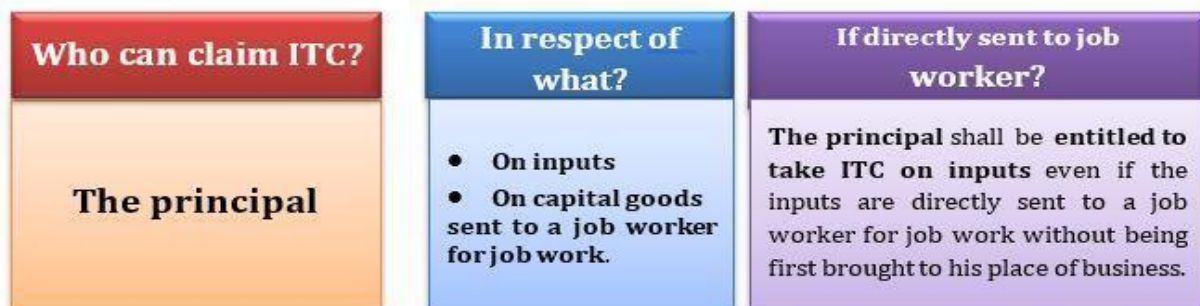 Who can claim ITC?
The principal
In respect of
what?
● On inputs
● On capital goods
sent to a job worker
for job work.
If directly sent to job
worker?
The principal shall be entitled to
take ITC on inputs even if the
inputs are directly sent to a job
worker for job work without being
first brought to his place of business.